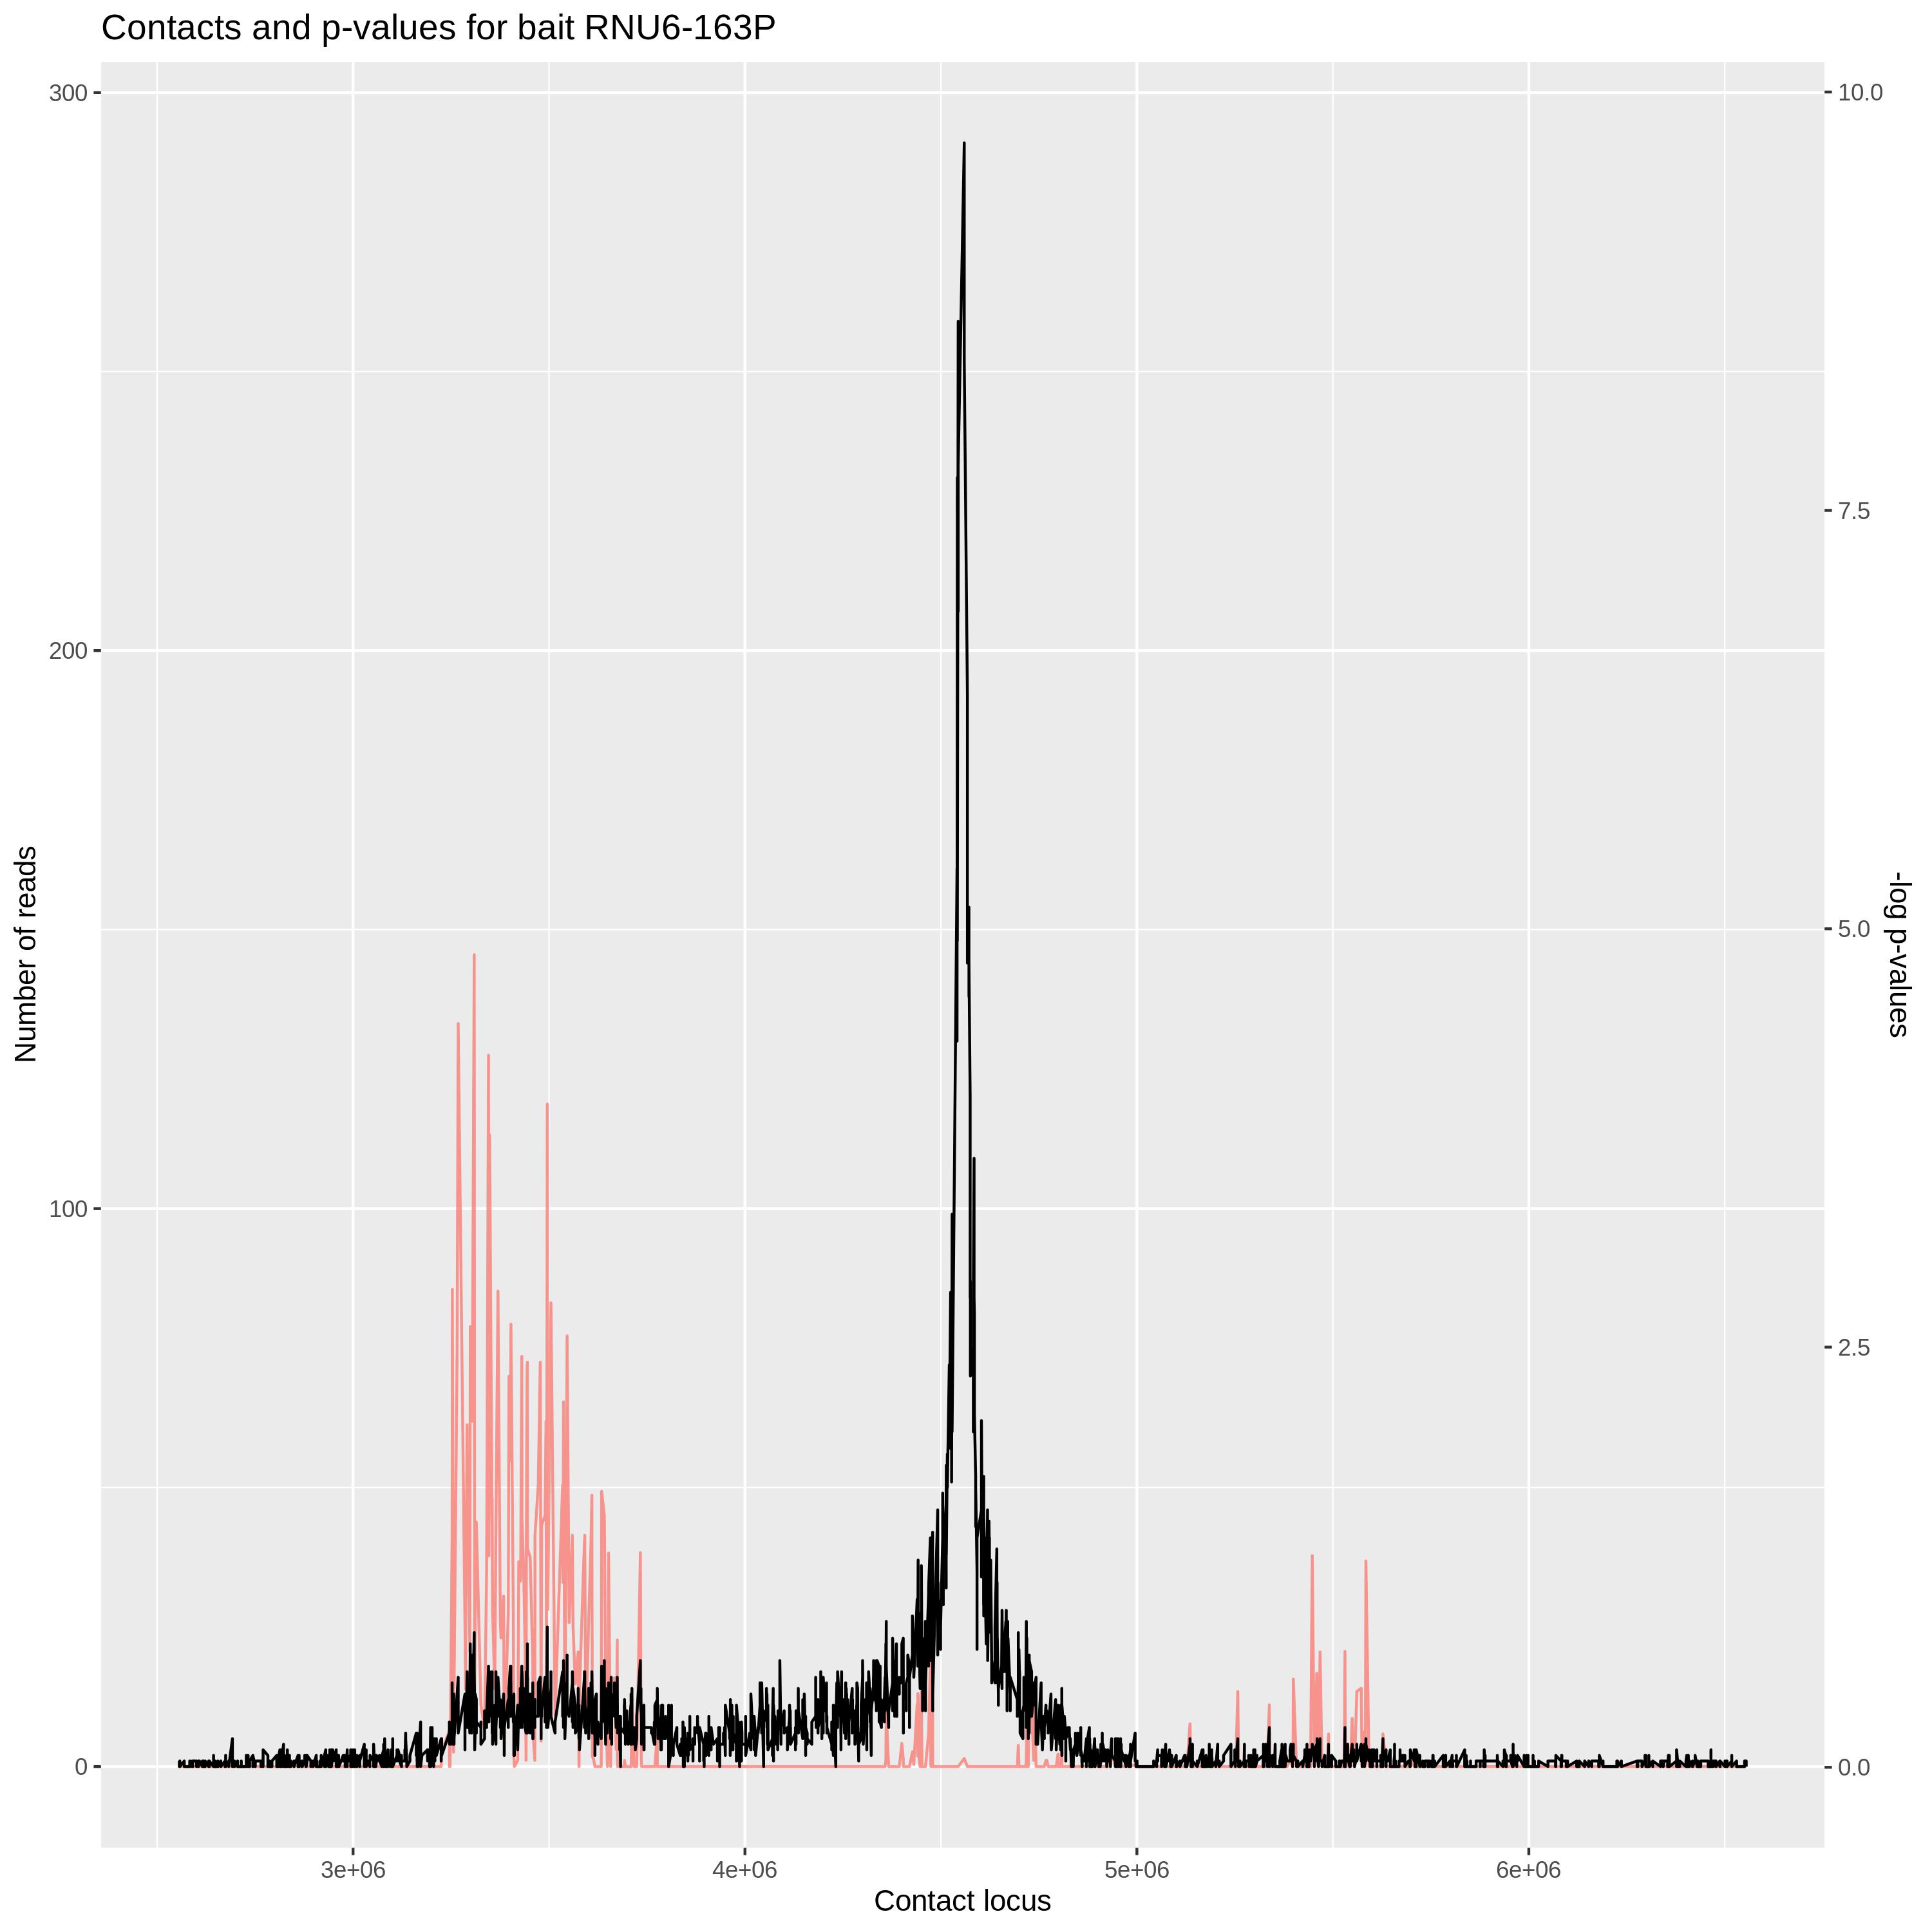 Contacts and p-values for bait RNU6-163P
300
200
100
0
Number of reads
10.0
7.5
5.0
2.5
0.0
-log p-values
3e+06
4e+06
5e+06
6e+06
Contact locus